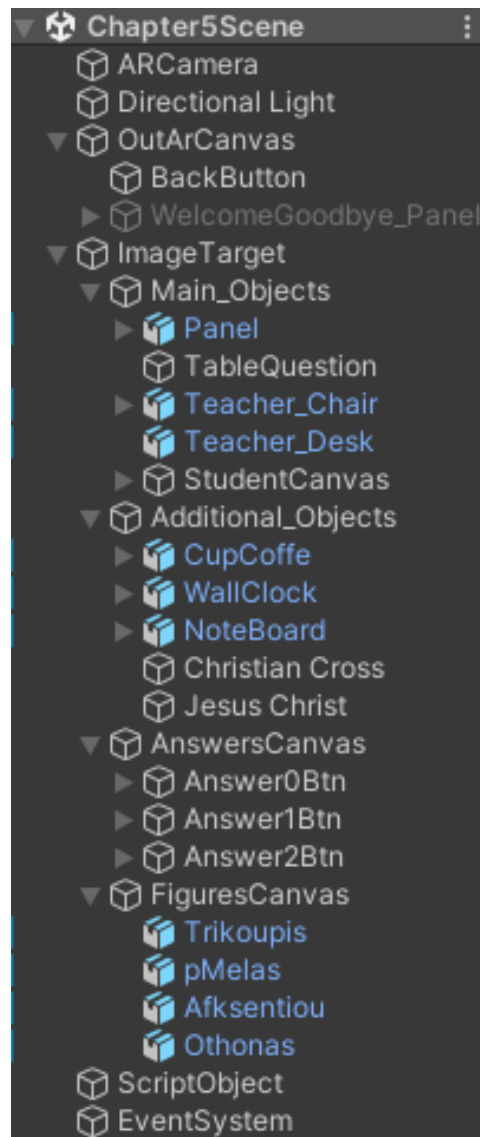 Chapter5Scene
ARCamera
Directional Light
OutArCanvas
BackButton
WelcomeGoodbye_Panel
ImageTarget
Main_Objects
Panel
TableQuestion
Teacher_Chair
Teacher_Desk
StudentCanvas
Additional_Objects
CupCoffe
WallClock
NoteBoard
Christian Cross
Jesus Christ
AnswersCanvas
Answer0Btn
Answer1Btn
Answer2Btn
FiguresCanvas
Trikoupis
pMelas
Afksentiou
Othonas
ScriptObject
EventSystem